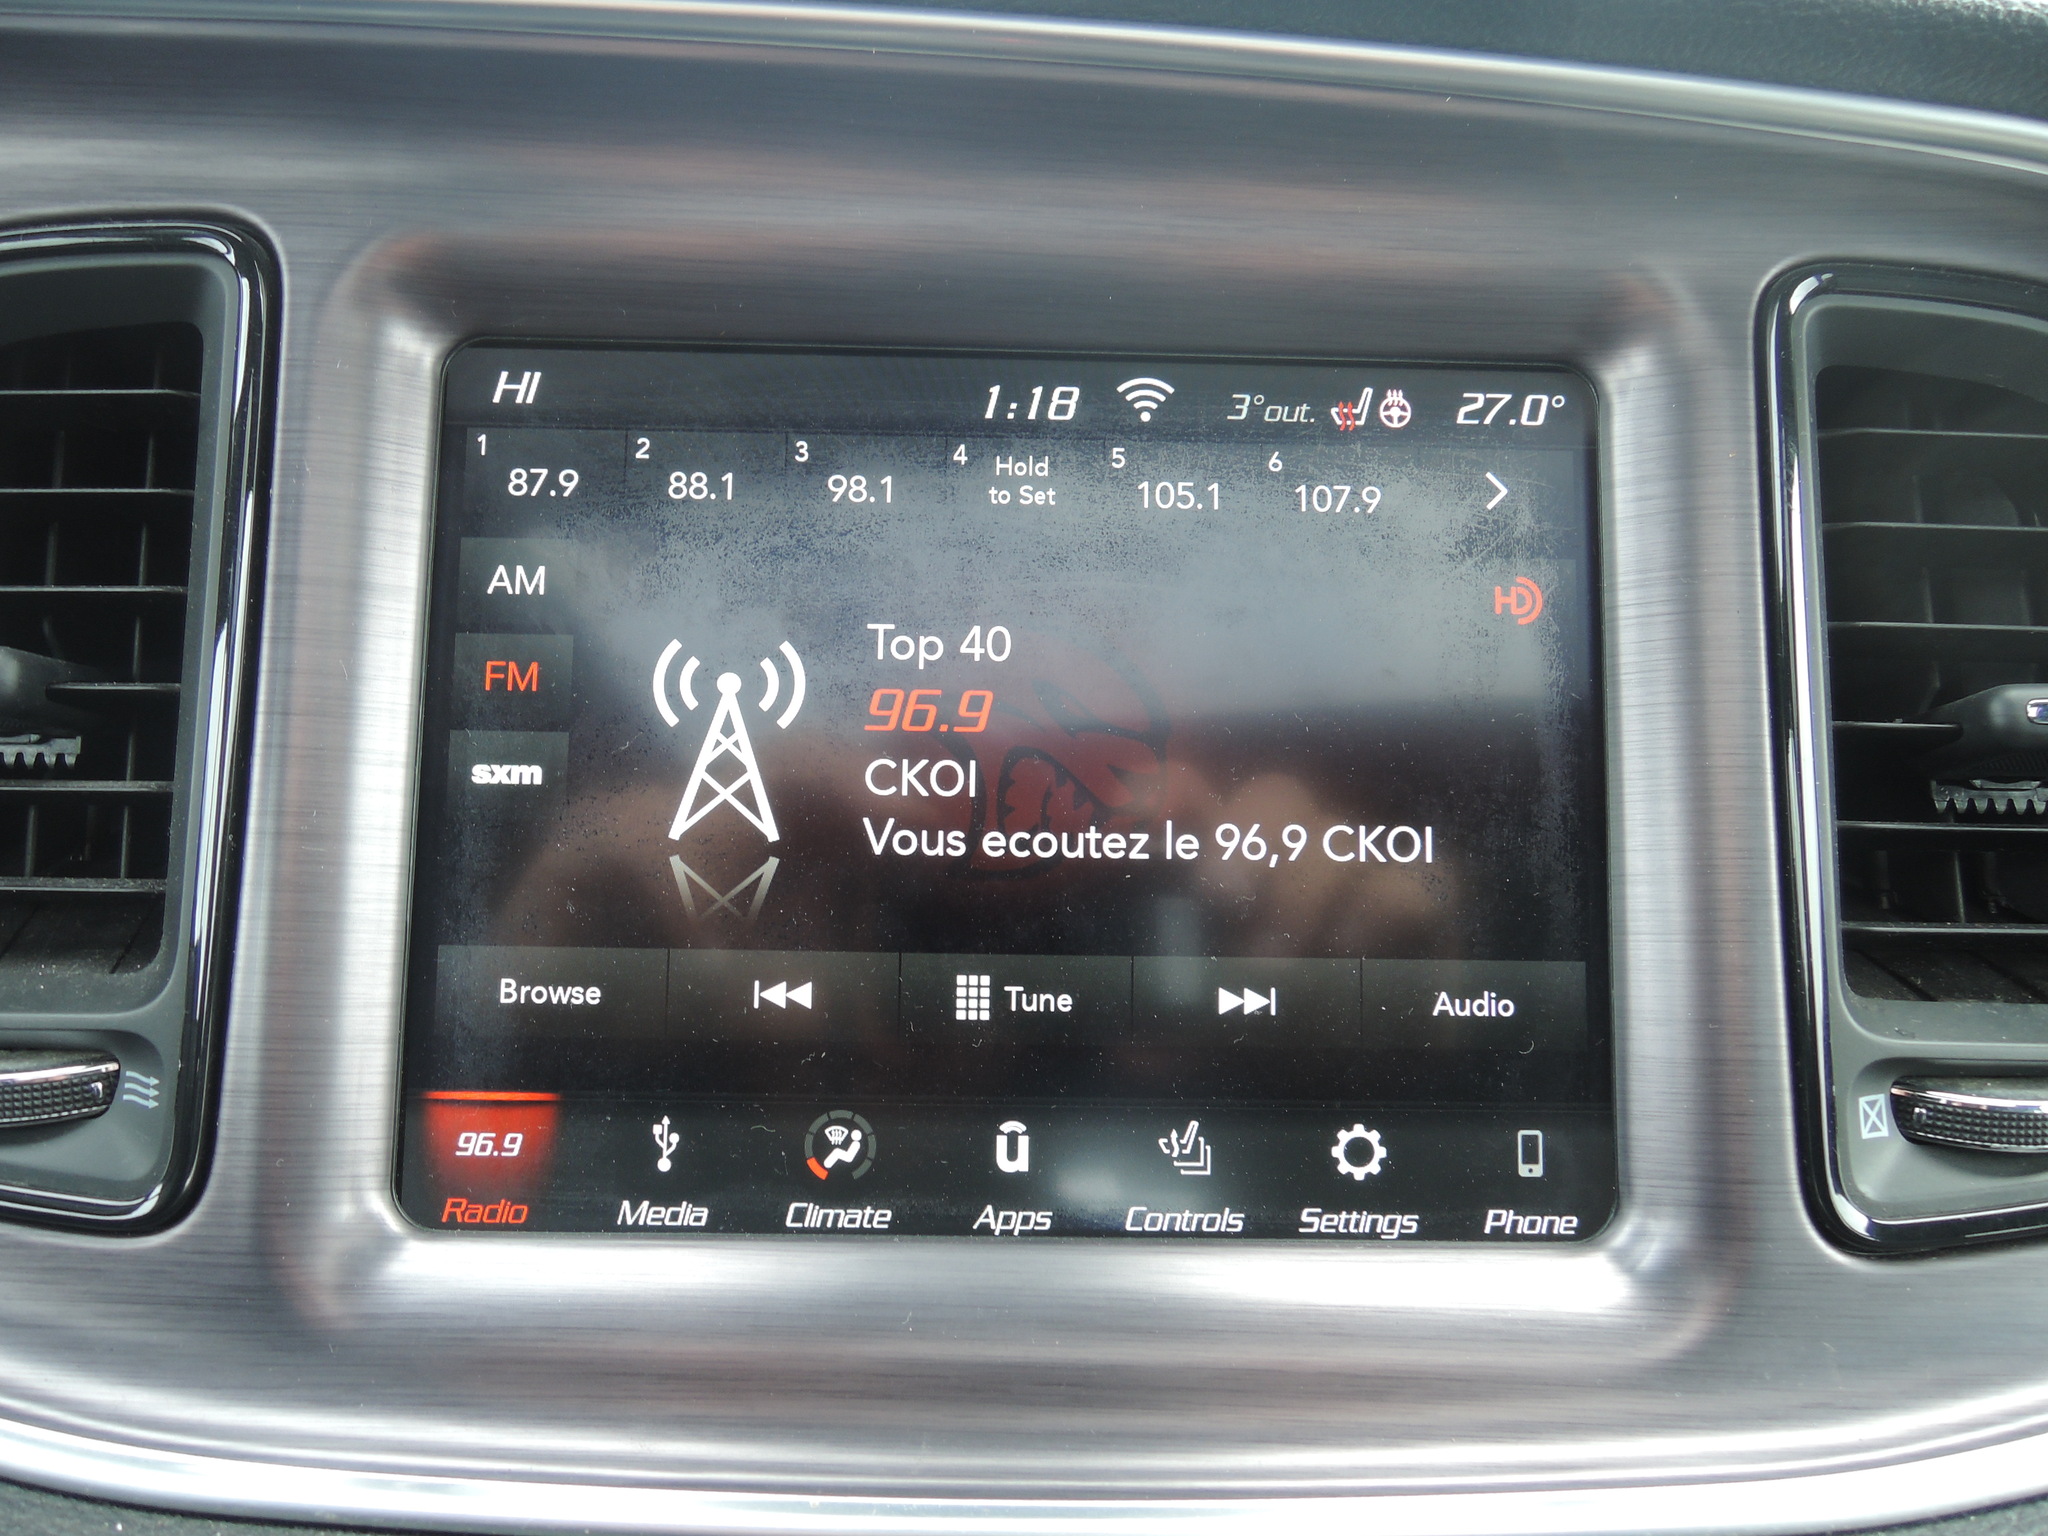 HI 1:18 3° out. 27.0°
1 2 3 4 5 6
87.9 88.1 98.1 Hold to Set 105.1 107.9
AM
HD
Top 40
FM
96.9
sxm
CKOI
Vous ecoutez le 96,9 CKOI
Browse Tune Audio
96.9
Radio Media Climate Apps Controls Settings Phone